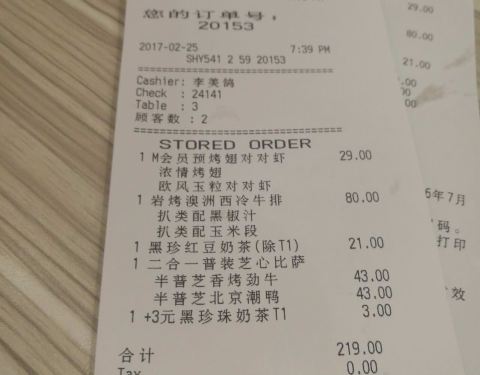 您的订单号，
20153
2017-02-25 7:39 PM
SHY541 2 59 20153
Cashier: 李美鸽
Check : 24141
Table : 3
顾客数 : 2
STORED ORDER
1 M会员预烤翅对对虾 29.00
浓情烤翅
欧风玉粒对对虾
1 岩烤澳洲西冷牛排 80.00
扒类配黑椒汁
扒类配玉米段
1 黑珍红豆奶茶(除T1) 21.00
1 二合一普装芝心比萨
半普芝香烤劲牛 43.00
半普芝北京潮鸭 43.00
1 +3元黑珍珠奶茶T1 3.00
合计 219.00
Tax 0.00
29.00
80.00
21.00
.00
.00
6年7月
码。
打印
效